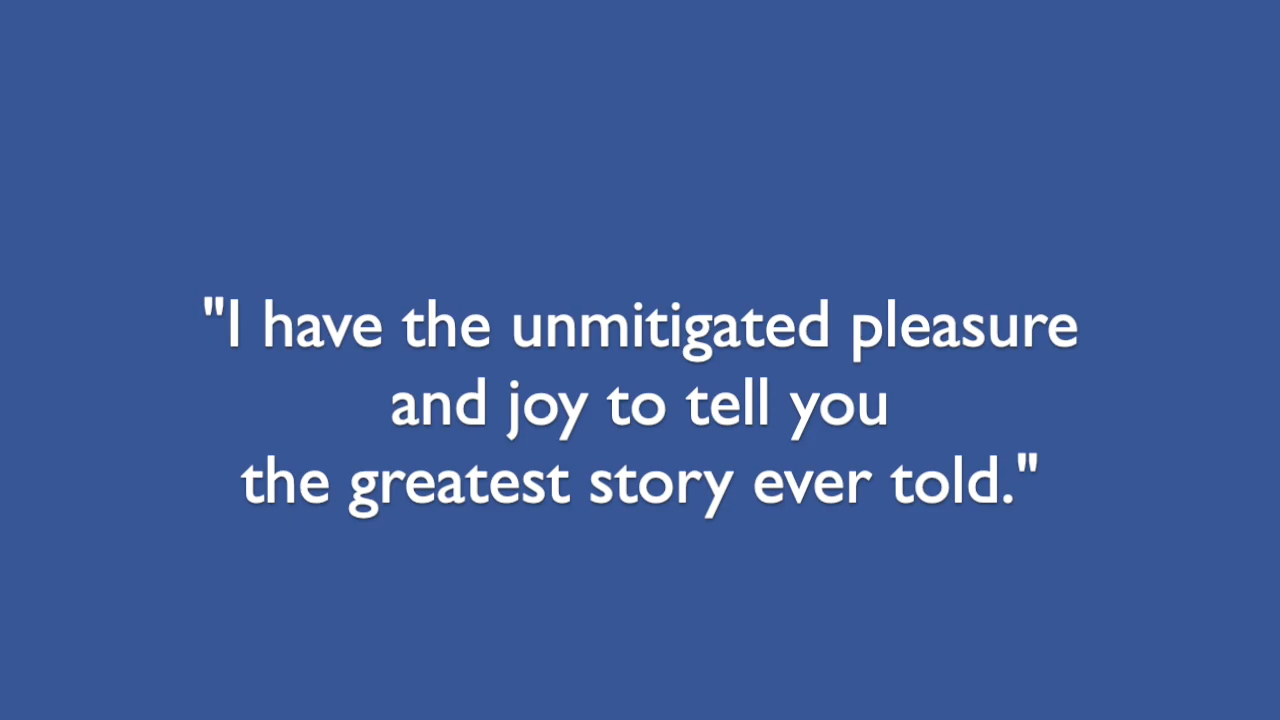 "I have the unmitigated pleasure
and joy to tell you
the greatest story ever told."